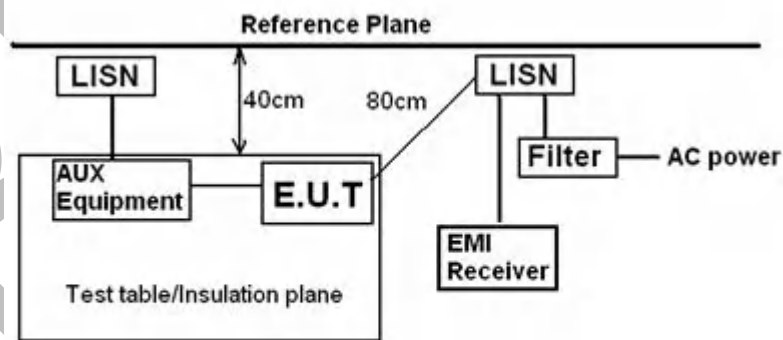 Reference Plane
LISN
LISN
40cm
80cm
Filter
AC power
AUX
Equipment
E.U.T
EMI
Receiver
Test table/Insulation plane